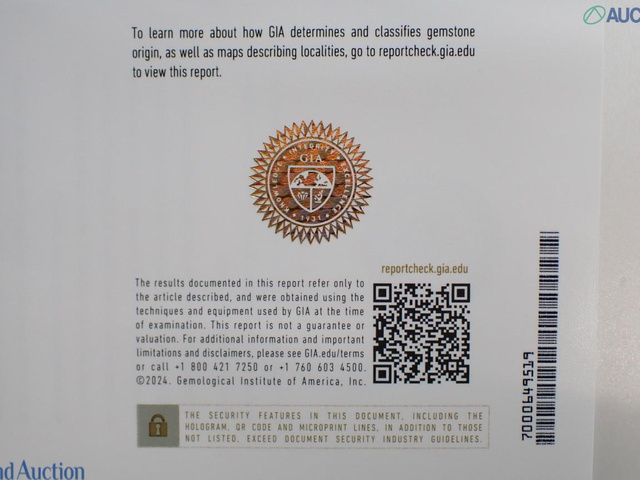 AUC
To learn more about how GIA determines and classifies gemstone
origin, as well as maps describing localities, go to reportcheck.gia.edu
to view this report.
KNOWLEDGE INTEGRITY EXCELLENCE
GIA
1931
reportcheck.gia.edu
The results documented in this report refer only to
the article described, and were obtained using the
techniques and equipment used by GIA at the time
of examination. This report is not a guarantee or
valuation. For additional information and important
limitations and disclaimers, please see GIA.edu/terms
or call +1 800 421 7250 or +1 760 603 4500.
©2024. Gemological Institute of America, Inc.
7000649519
THE SECURITY FEATURES IN THIS DOCUMENT, INCLUDING THE
HOLOGRAM, QR CODE AND MICROPRINT LINES, IN ADDITION TO THOSE
NOT LISTED, EXCEED DOCUMENT SECURITY INDUSTRY GUIDELINES.
nd Auction